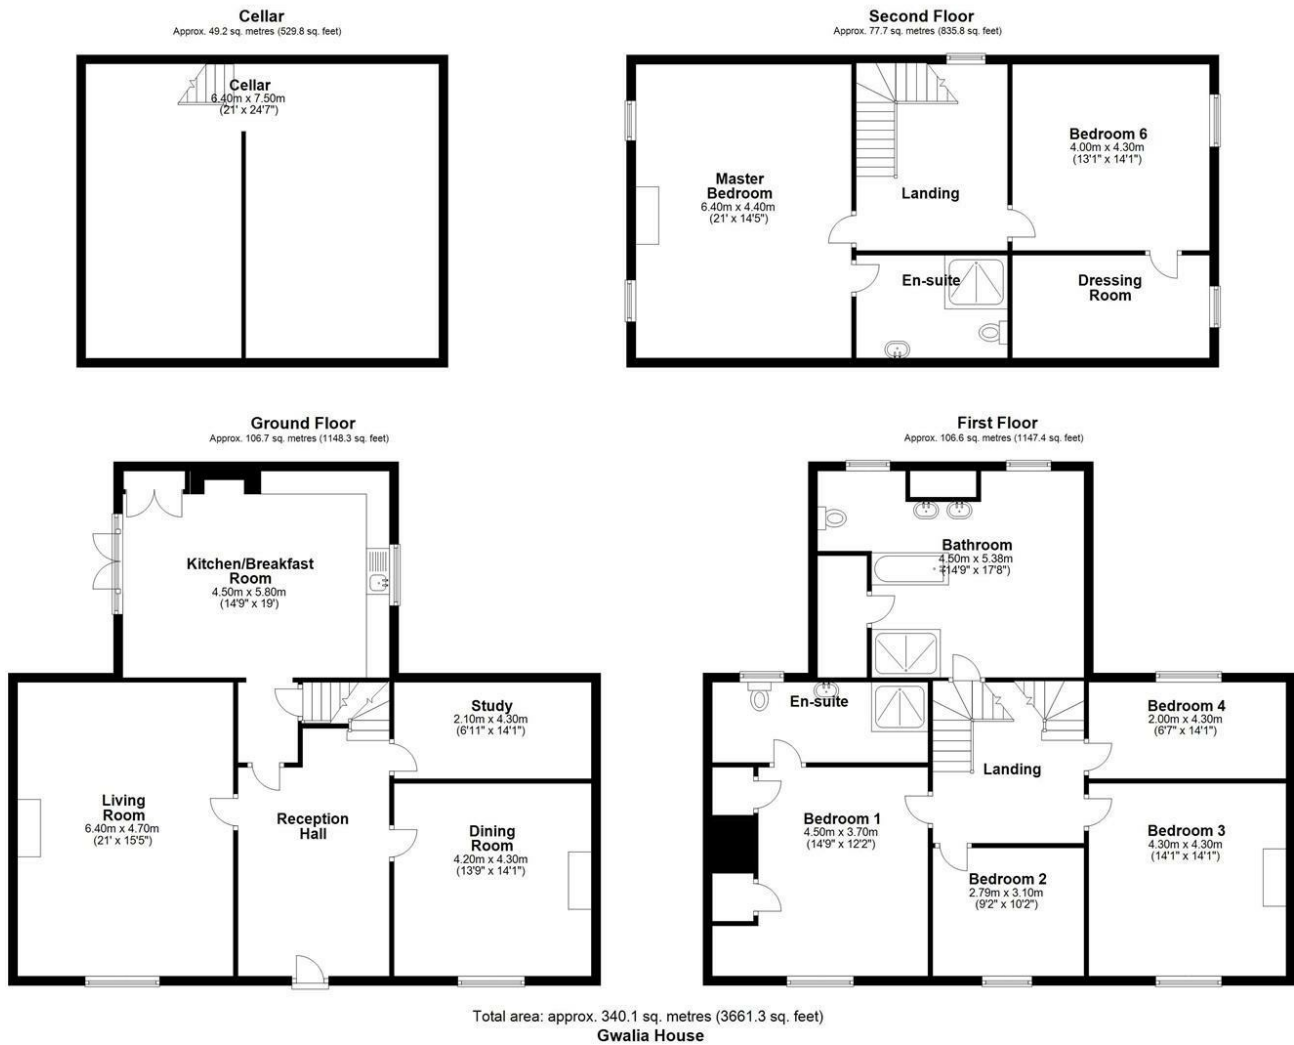 Cellar
Approx. 49.2 sq. metres (529.8 sq. feet)
Cellar
6.40m x 7.50m
(21' x 24'7")
Second Floor
Approx. 77.7 sq. metres (835.8 sq. feet)
Master
Bedroom
6.40m x 4.40m
(21' x 14'5")
Landing
Bedroom 6
4.00m x 4.30m
(13'1" x 14'1")
En-suite
Dressing
Room
Ground Floor
Approx. 106.7 sq. metres (1148.3 sq. feet)
Kitchen/Breakfast
Room
4.50m x 5.80m
(14'9" x 19')
Study
2.10m x 4.30m
(6'11" x 14'1")
Living
Room
6.40m x 4.70m
(21' x 15'5")
Reception
Hall
Dining
Room
4.20m x 4.30m
(13'9" x 14'1")
First Floor
Approx. 106.6 sq. metres (1147.4 sq. feet)
Bathroom
4.50m x 5.38m
(14'9" x 17'8")
En-suite
Bedroom 4
2.00m x 4.30m
(6'7" x 14'1")
Landing
Bedroom 1
4.50m x 3.70m
(14'9" x 12'2")
Bedroom 2
2.79m x 3.10m
(9'2" x 10'2")
Bedroom 3
4.30m x 4.30m
(14'1" x 14'1")
Total area: approx. 340.1 sq. metres (3661.3 sq. feet)
Gwalia House